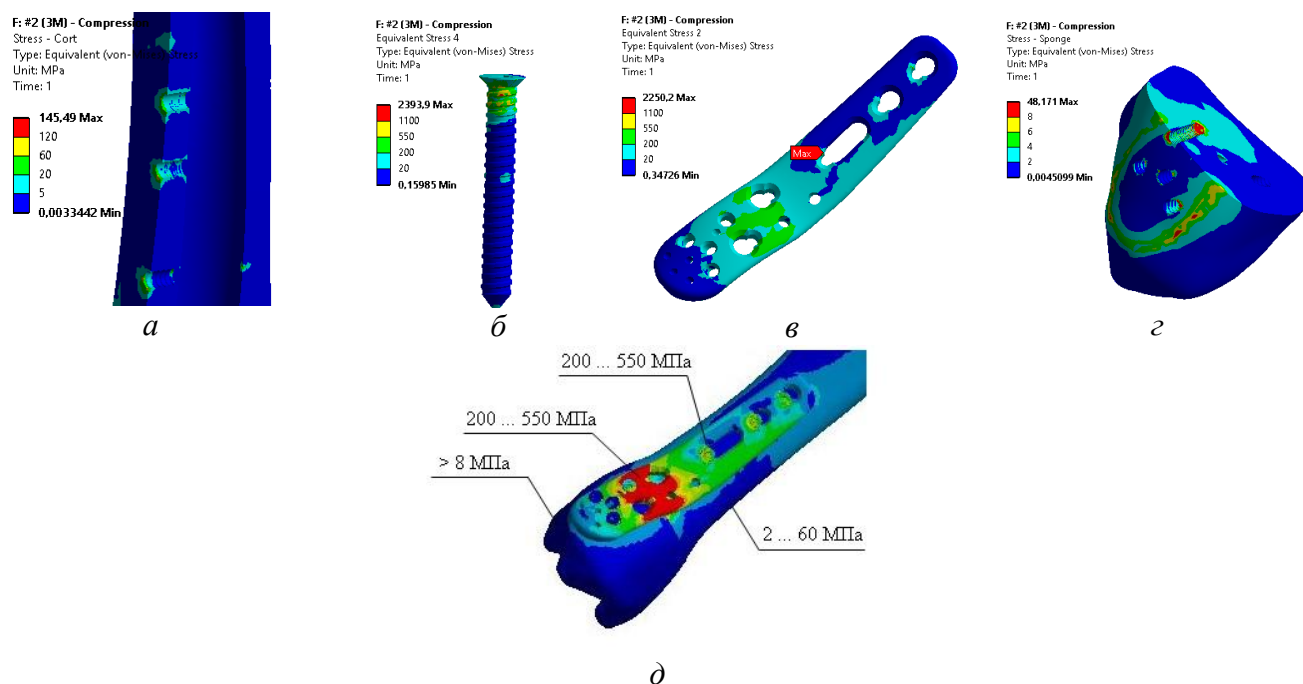 F: #2 (3M) - Compression
Stress - Cort
Type: Equivalent (von-Mises) Stress
Unit: MPa
Time: 1
145,49 Max
120
60
20
5
0,0033442 Min
а
F: #2 (3M) - Compression
Equivalent Stress 4
Type: Equivalent (von-Mises) Stress
Unit: MPa
Time: 1
2393,9 Max
1100
550
200
20
0,15985 Min
б
F: #2 (3M) - Compression
Equivalent Stress 2
Type: Equivalent (von-Mises) Stress
Unit: MPa
Time: 1
2250,2 Max
1100
550
200
20
0,34726 Min
Max
в
F: #2 (3M) - Compression
Stress - Sponge
Type: Equivalent (von-Mises) Stress
Unit: MPa
Time: 1
48,171 Max
8
6
4
2
0,0045099 Min
г
200 ... 550 МПа
200 ... 550 МПа
> 8 МПа
2 ... 60 МПа
д